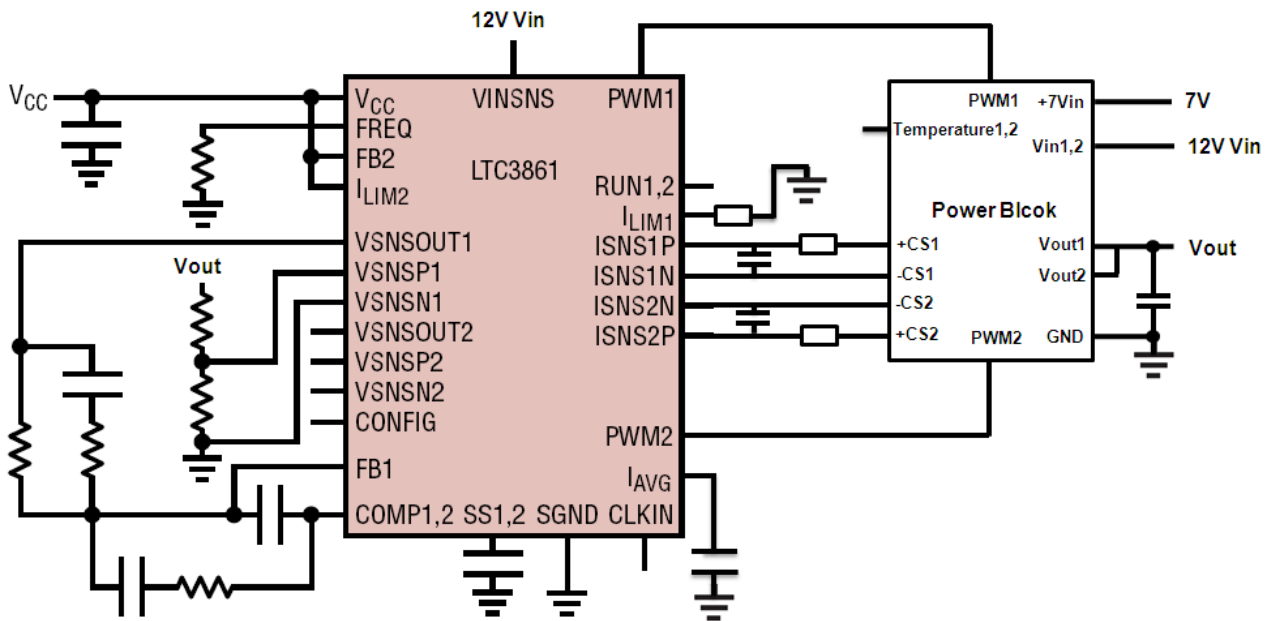 12V Vin
VCC
VCC
FREQ
FB2
ILIM2
VSNSOUT1
VSNSP1
VSNSN1
VSNSOUT2
VSNSP2
VSNSN2
CONFIG
FB1
COMP1,2
SS1,2
SGND
CLKIN
VINSNS
LTC3861
PWM1
RUN1,2
ILIM1
ISNS1P
ISNS1N
ISNS2N
ISNS2P
PWM2
IAVG
Vout
PWM1
+7Vin
Temperature1,2
Vin1,2
Power Blcok
+CS1
-CS1
-CS2
+CS2
Vout1
Vout2
PWM2
GND
7V
12V Vin
Vout